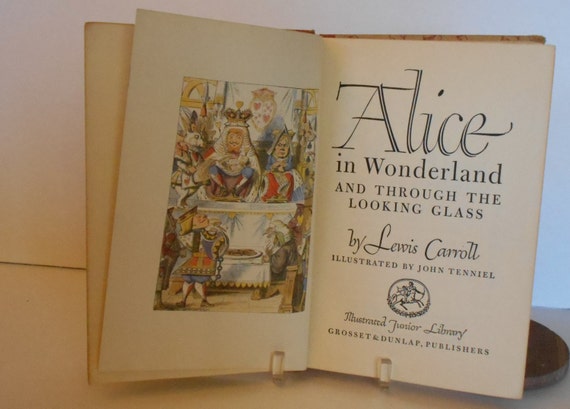 Alice
in Wonderland
AND THROUGH THE
LOOKING GLASS
by Lewis Carroll
ILLUSTRATED BY JOHN TENNIEL
Illustrated Junior Library
GROSSET & DUNLAP, PUBLISHERS